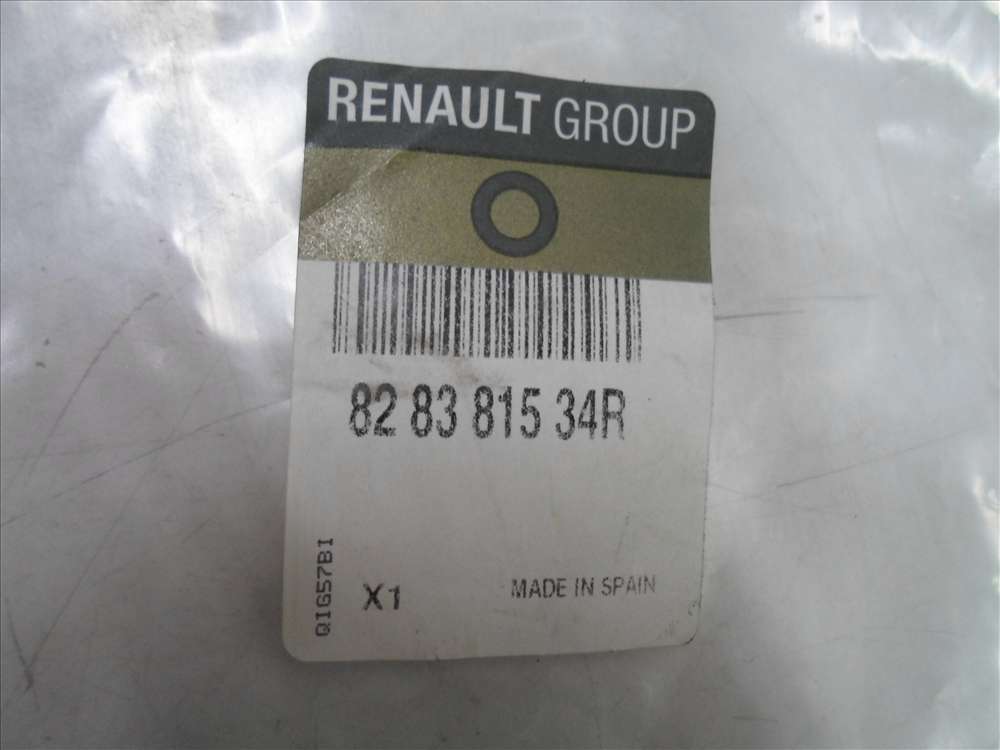 RENAULT GROUP
82 83 815 34R
QIG57BI
X1
MADE IN SPAIN